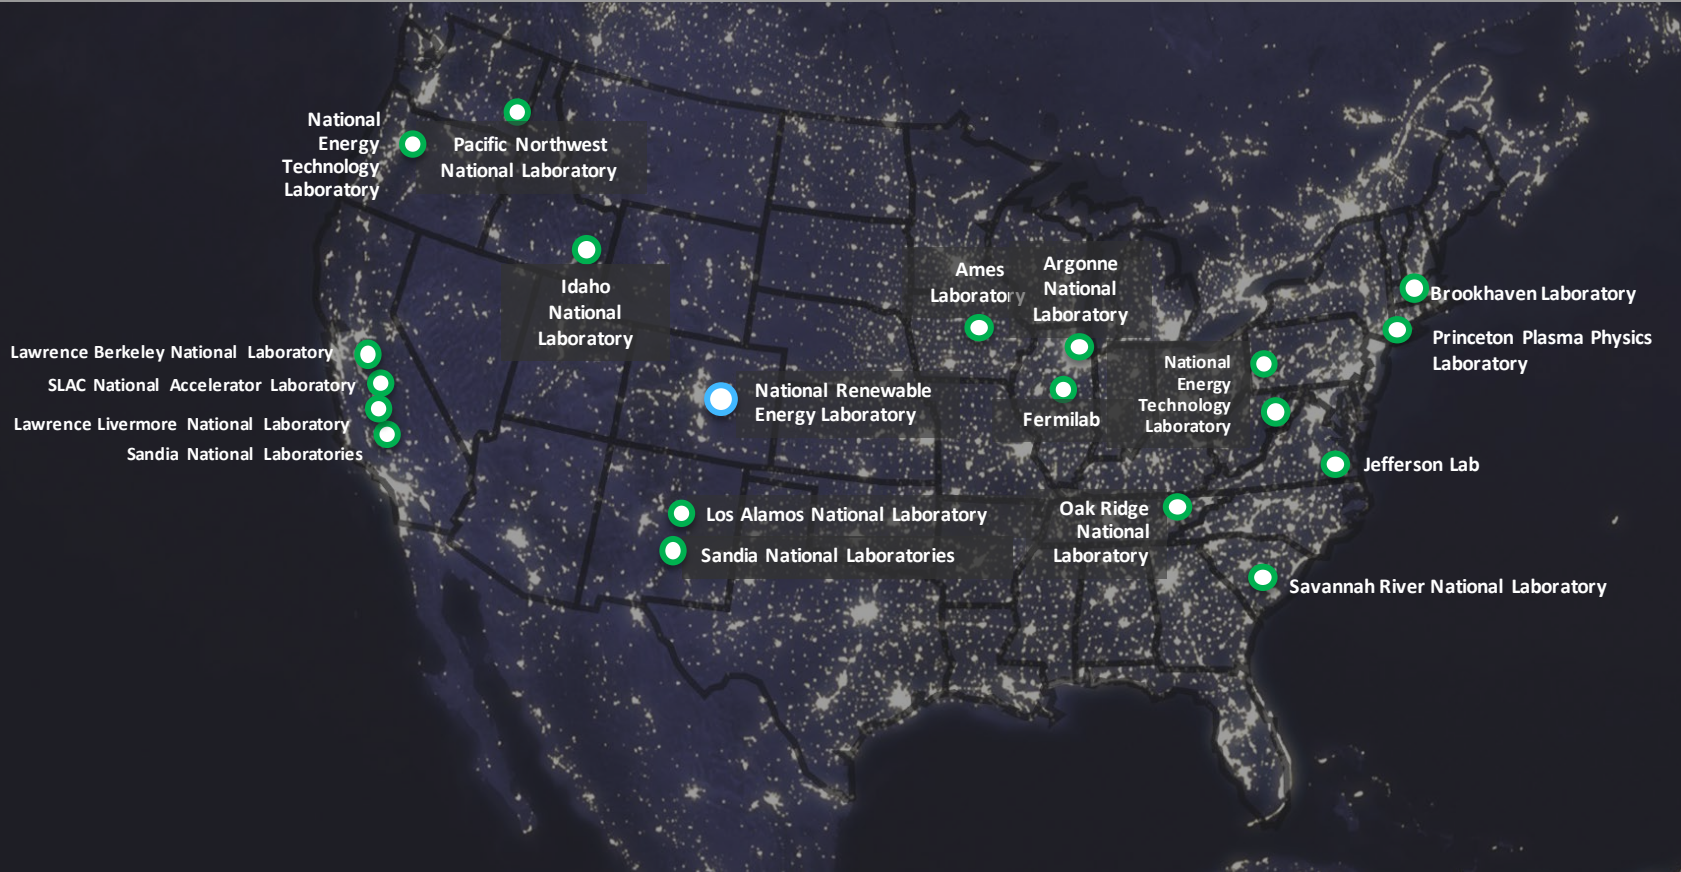 National
Energy
Technology
Laboratory
Pacific Northwest
National Laboratory
Idaho
National
Laboratory
Ames
Laboratory
Argonne
National
Laboratory
Brookhaven Laboratory
Princeton Plasma Physics
Laboratory
Lawrence Berkeley National Laboratory
SLAC National Accelerator Laboratory
Lawrence Livermore National Laboratory
Sandia National Laboratories
National Renewable
Energy Laboratory
Fermilab
National
Energy
Technology
Laboratory
Jefferson Lab
Los Alamos National Laboratory
Sandia National Laboratories
Oak Ridge
National
Laboratory
Savannah River National Laboratory